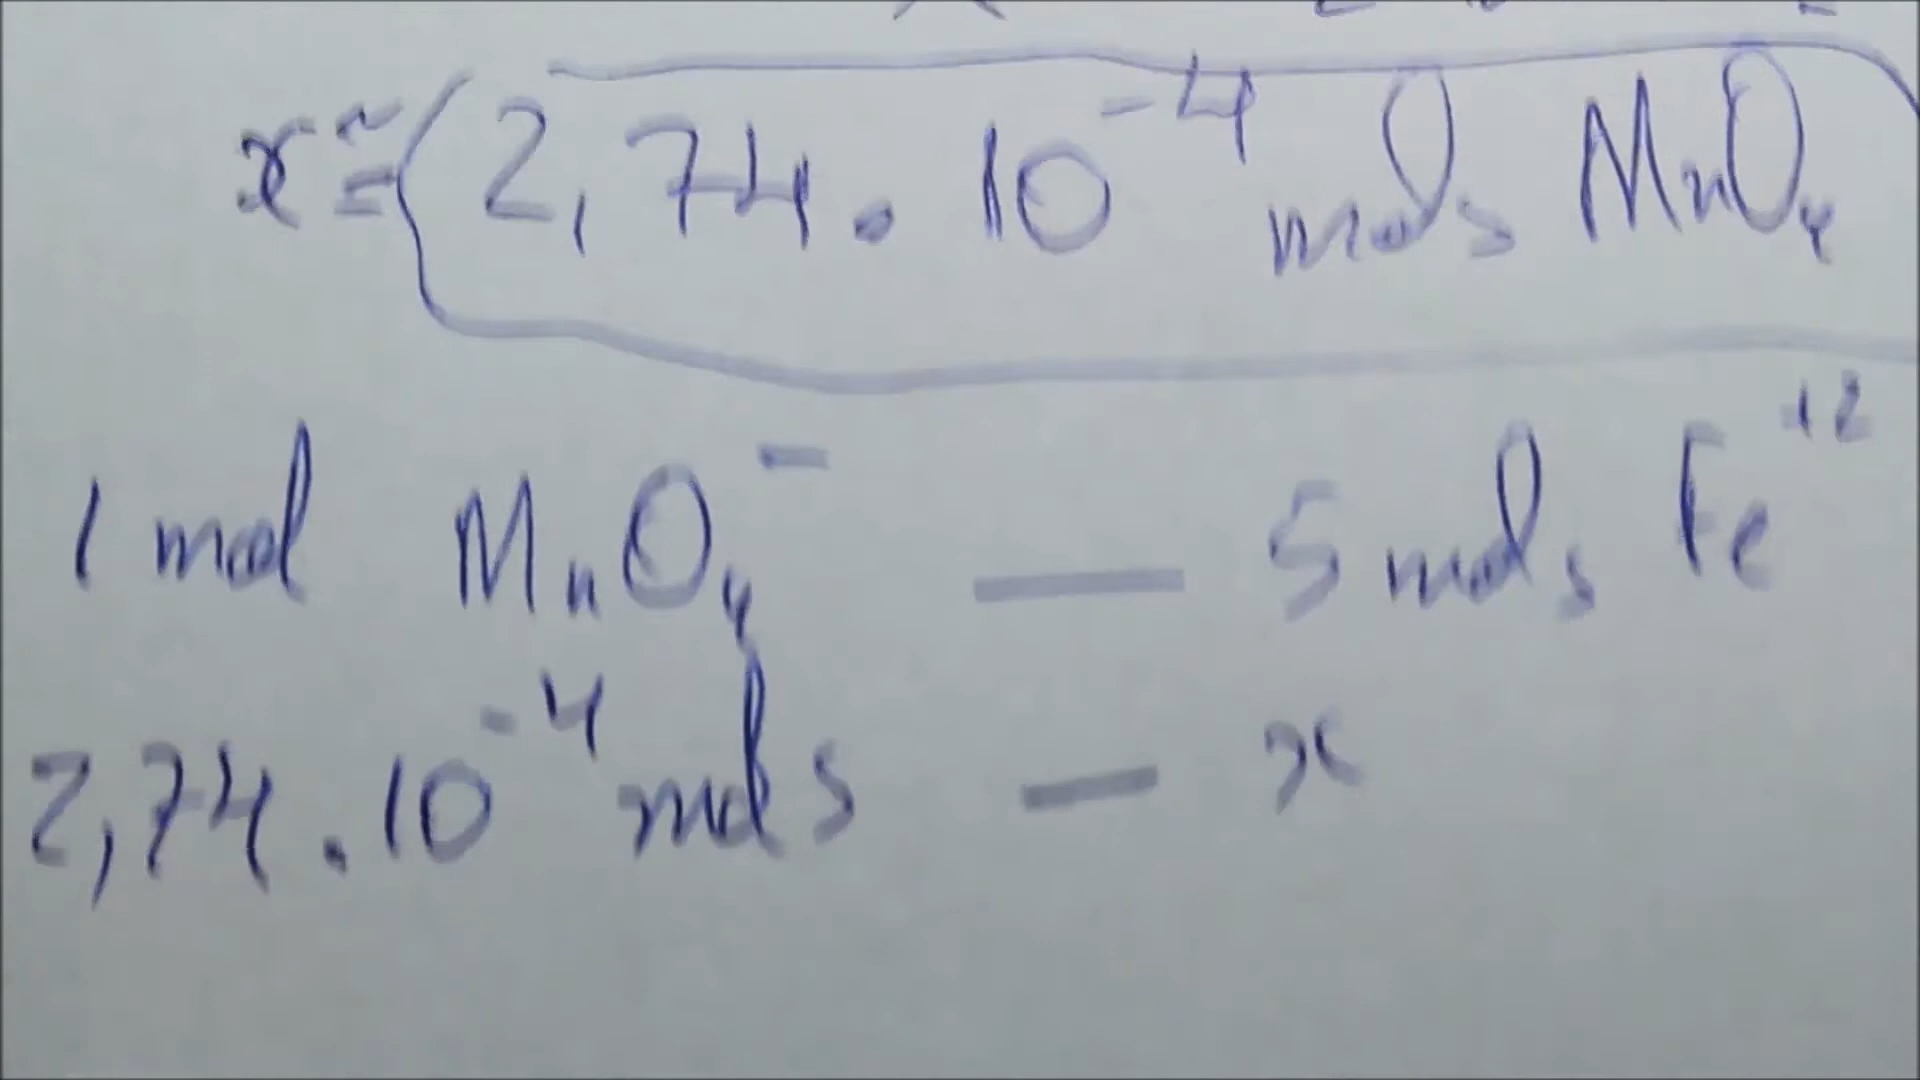 x ≅ 2,74 . 10⁻⁴ mols MnO₄
1 mol MnO₄⁻ — 5 mols Fe⁺²
2,74 . 10⁻⁴ mols — x